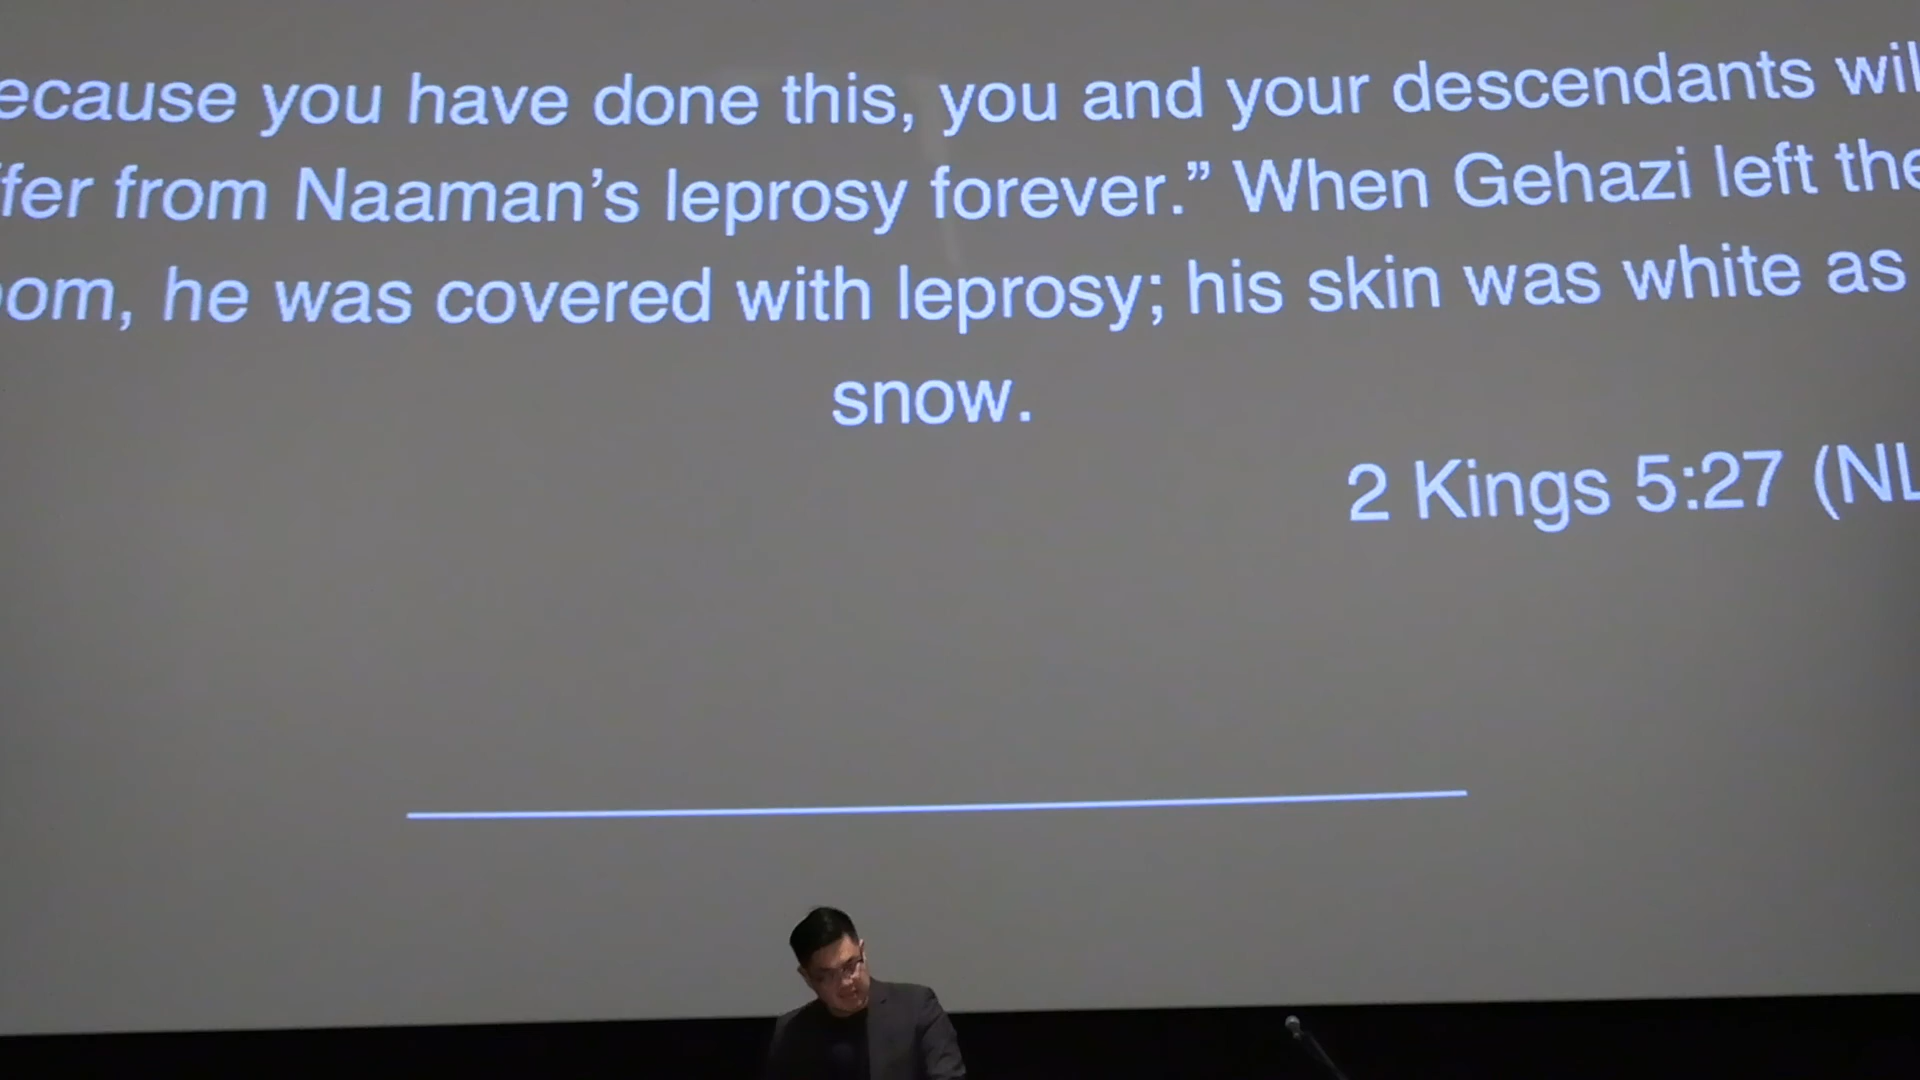 ecause you have done this, you and your descendants wil
ffer from Naaman’s leprosy forever.” When Gehazi left the
om, he was covered with leprosy; his skin was white as
snow.
2 Kings 5:27 (NL